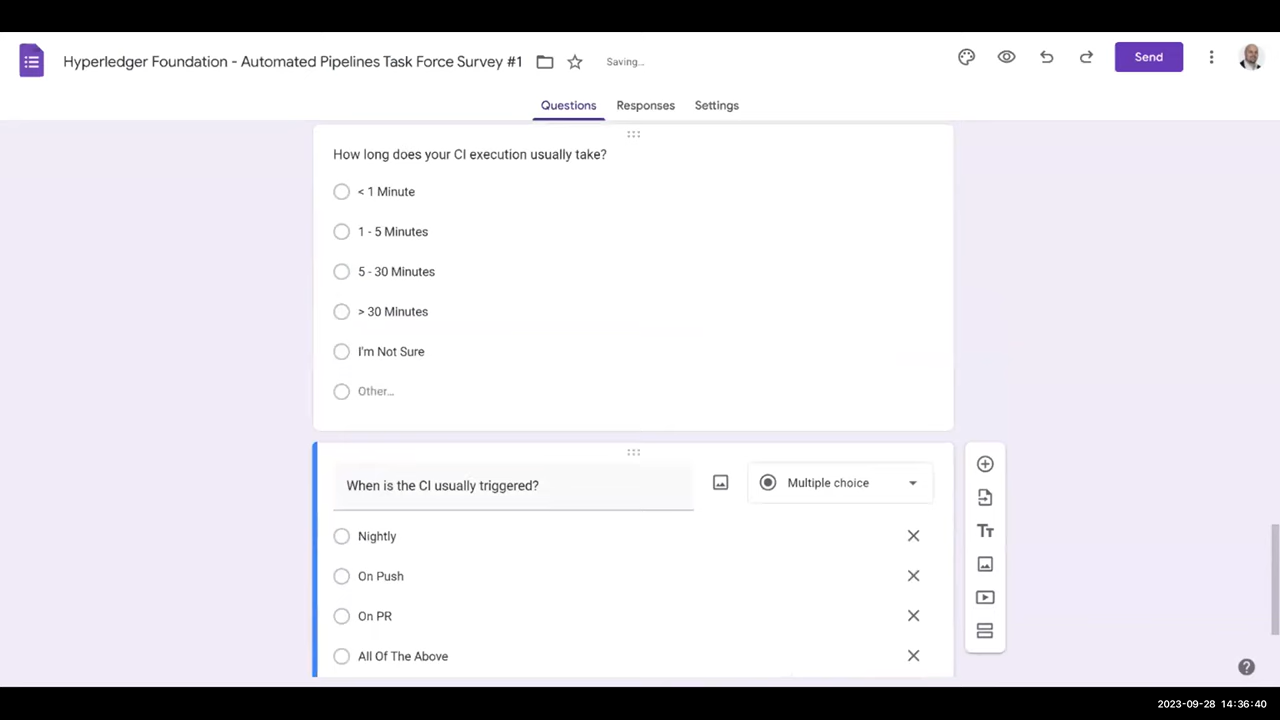 Hyperledger Foundation - Automated Pipelines Task Force Survey #1
Saving...
Send
Questions
Responses
Settings
How long does your CI execution usually take?
< 1 Minute
1 - 5 Minutes
5 - 30 Minutes
> 30 Minutes
I'm Not Sure
Other...
When is the CI usually triggered?
Multiple choice
Nightly
On Push
On PR
All Of The Above
Tт
2023-09-28 14:36:40